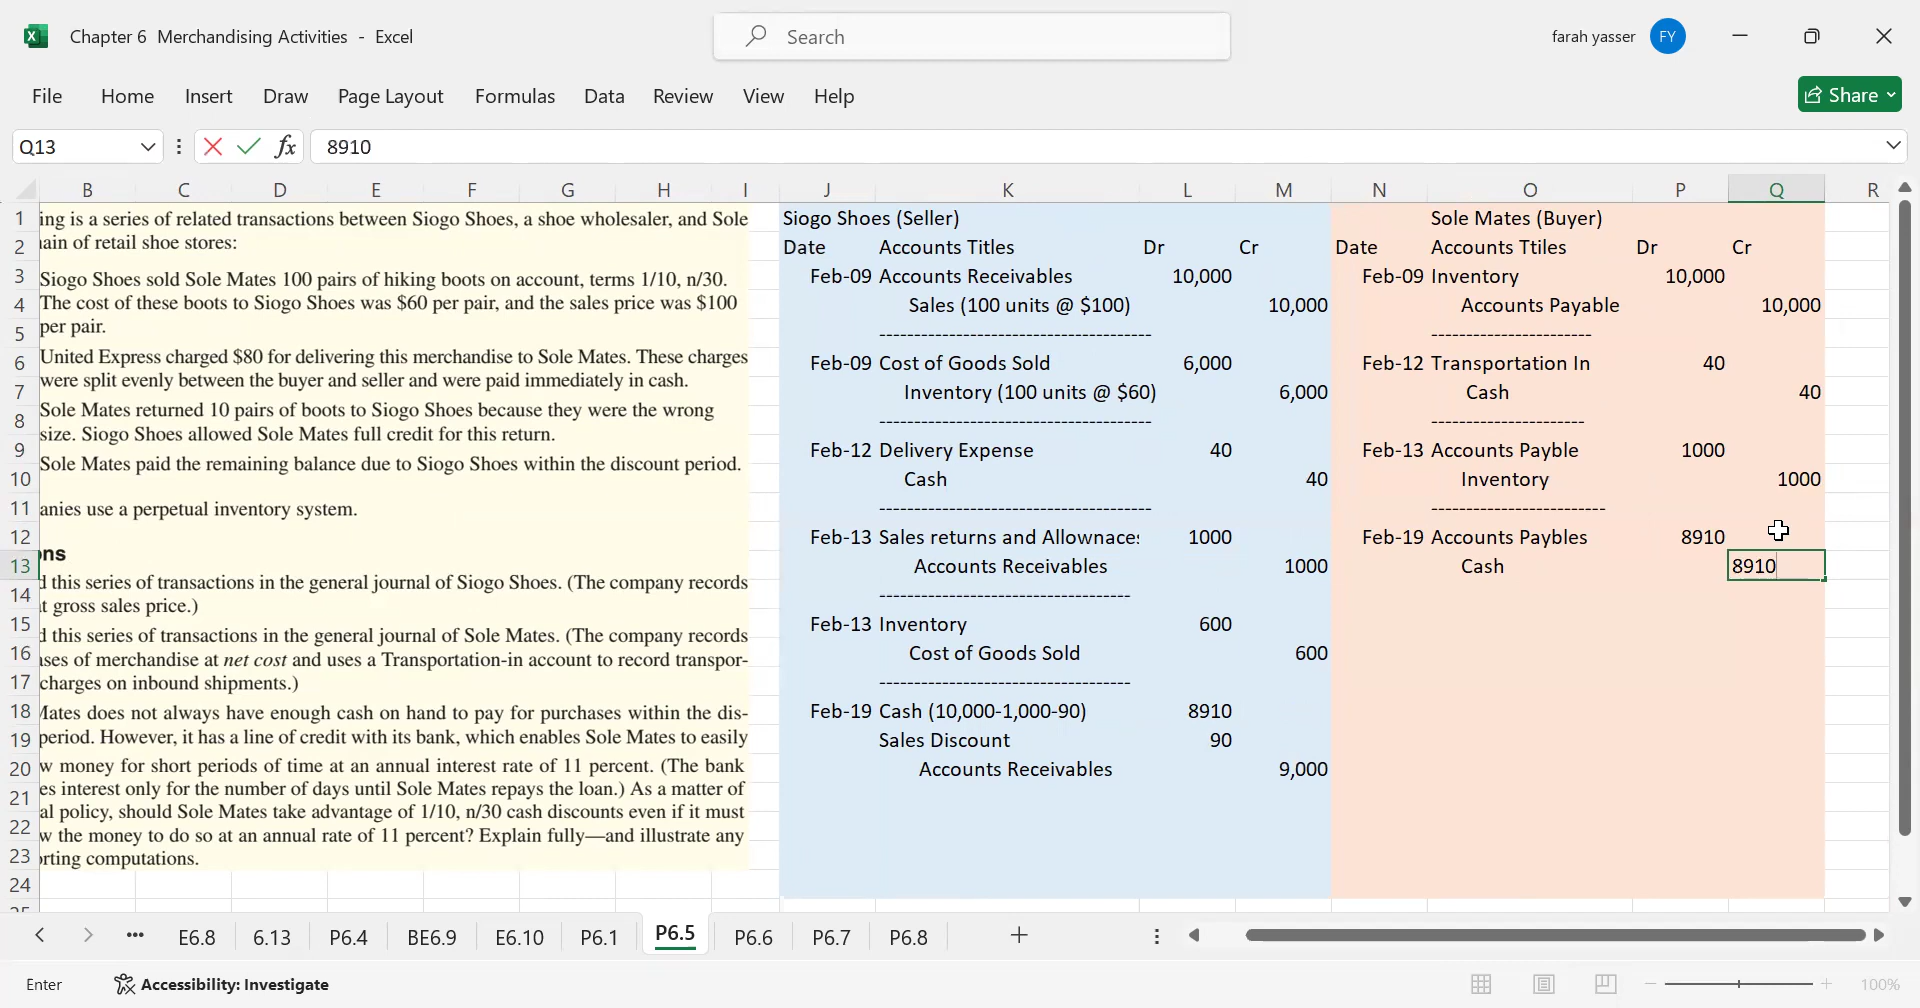 Chapter 6 Merchandising Activities - Excel
Search
farah yasser
FY
File Home Insert Draw Page Layout Formulas Data Review View Help
Share
Q13
fx
8910
B C D E F G H I J K L M N O P Q R
1
2
3
4
5
6
7
8
9
10
11
12
13
14
15
16
17
18
19
20
21
22
23
24
ing is a series of related transactions between Siogo Shoes, a shoe wholesaler, and Sole
ain of retail shoe stores:
Siogo Shoes sold Sole Mates 100 pairs of hiking boots on account, terms 1/10, n/30.
The cost of these boots to Siogo Shoes was $60 per pair, and the sales price was $100
per pair.
United Express charged $80 for delivering this merchandise to Sole Mates. These charges
were split evenly between the buyer and seller and were paid immediately in cash.
Sole Mates returned 10 pairs of boots to Siogo Shoes because they were the wrong
size. Siogo Shoes allowed Sole Mates full credit for this return.
Sole Mates paid the remaining balance due to Siogo Shoes within the discount period.
anies use a perpetual inventory system.
ons
d this series of transactions in the general journal of Siogo Shoes. (The company records
at gross sales price.)
d this series of transactions in the general journal of Sole Mates. (The company records
ases of merchandise at net cost and uses a Transportation-in account to record transpor-
charges on inbound shipments.)
Mates does not always have enough cash on hand to pay for purchases within the dis-
period. However, it has a line of credit with its bank, which enables Sole Mates to easily
w money for short periods of time at an annual interest rate of 11 percent. (The bank
es interest only for the number of days until Sole Mates repays the loan.) As a matter of
al policy, should Sole Mates take advantage of 1/10, n/30 cash discounts even if it must
w the money to do so at an annual rate of 11 percent? Explain fully—and illustrate any
orting computations.
Siogo Shoes (Seller)
Date Accounts Titles Dr Cr
Feb-09 Accounts Receivables 10,000
Sales (100 units @ $100) 10,000
-----------------------------------
Feb-09 Cost of Goods Sold 6,000
Inventory (100 units @ $60) 6,000
-----------------------------------
Feb-12 Delivery Expense 40
Cash 40
-----------------------------------
Feb-13 Sales returns and Allownaces 1000
Accounts Receivables 1000
---------------------------------
Feb-13 Inventory 600
Cost of Goods Sold 600
---------------------------------
Feb-19 Cash (10,000-1,000-90) 8910
Sales Discount 90
Accounts Receivables 9,000
Sole Mates (Buyer)
Date Accounts Ttiles Dr Cr
Feb-09 Inventory 10,000
Accounts Payable 10,000
---------------------
Feb-12 Transportation In 40
Cash 40
--------------------
Feb-13 Accounts Payble 1000
Inventory 1000
-----------------------
Feb-19 Accounts Paybles 8910
Cash 8910
E6.8 6.13 P6.4 BE6.9 E6.10 P6.1 P6.5 P6.6 P6.7 P6.8
Enter
Accessibility: Investigate
100%